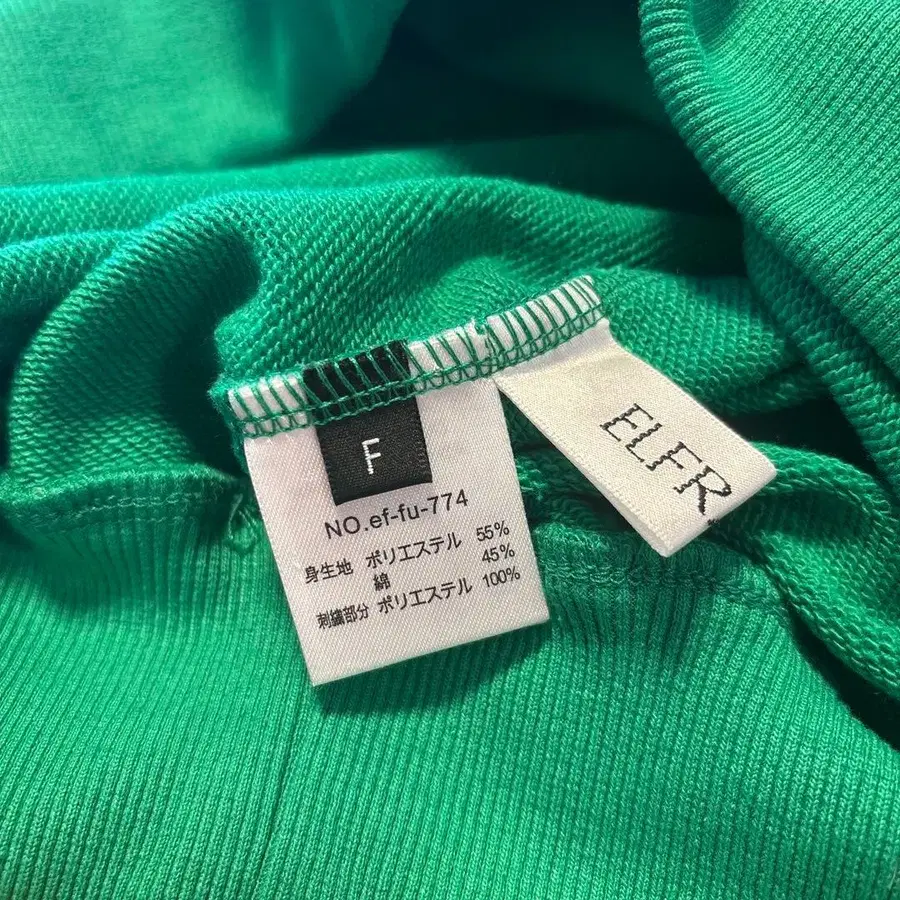 F
NO.ef-fu-774
身生地 ポリエステル 55%
綿 45%
刺繍部分 ポリエステル 100%
ELFR